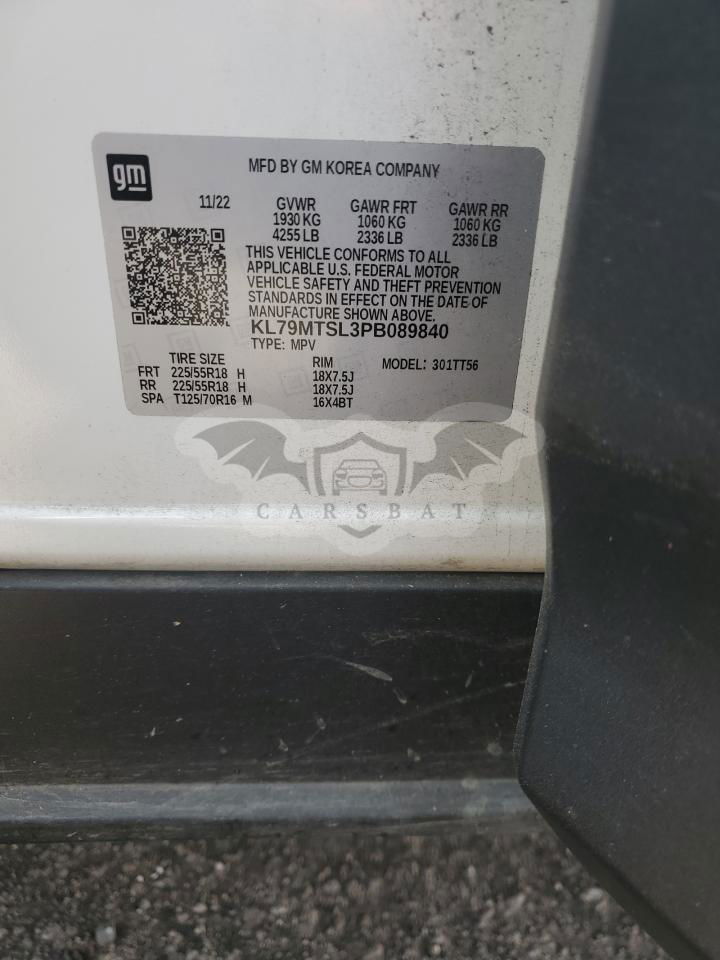 gm
MFD BY GM KOREA COMPANY
11/22 GVWR GAWR FRT GAWR RR
1930 KG 1060 KG 1060 KG
4255 LB 2336 LB 2336 LB
THIS VEHICLE CONFORMS TO ALL
APPLICABLE U.S. FEDERAL MOTOR
VEHICLE SAFETY AND THEFT PREVENTION
STANDARDS IN EFFECT ON THE DATE OF
MANUFACTURE SHOWN ABOVE.
KL79MTSL3PB089840
TYPE: MPV
TIRE SIZE RIM MODEL: 301TT56
FRT 225/55R18 H 18X7.5J
RR 225/55R18 H 18X7.5J
SPA T125/70R16 M 16X4BT
CARSBAT